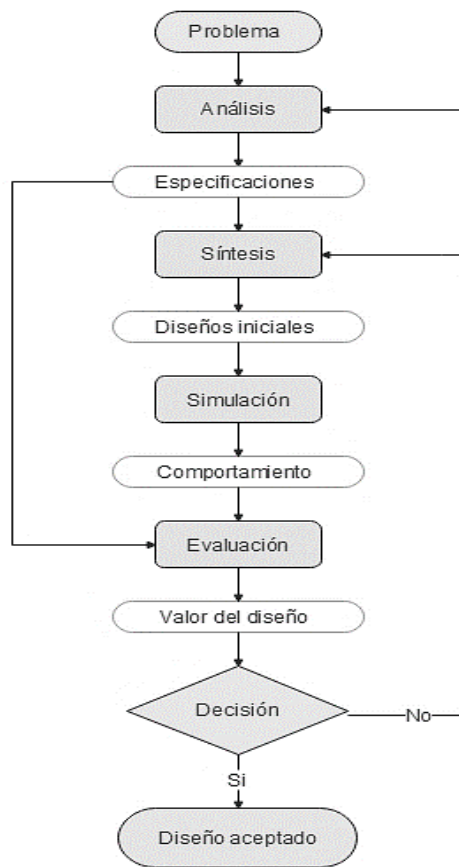 Problema
Análisis
Especificaciones
Síntesis
Diseños iniciales
Simulación
Comportamiento
Evaluación
Valor del diseño
Decisión
No
Si
Diseño aceptado